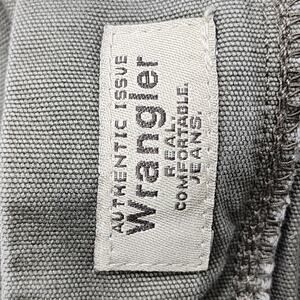 AUTHENTIC ISSUE
Wrangler
REAL.
COMFORTABLE.
JEANS.